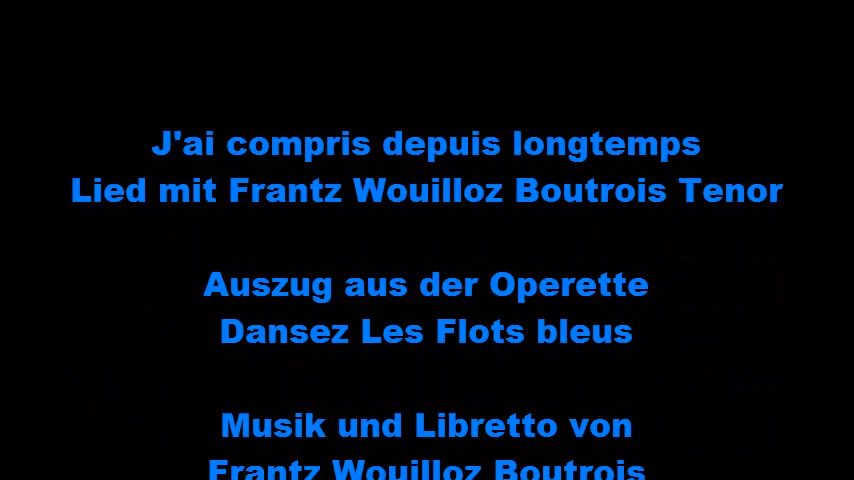 J'ai compris depuis longtemps
Lied mit Frantz Wouilloz Boutrois Tenor
Auszug aus der Operette
Dansez Les Flots bleus
Musik und Libretto von
Frantz Wouilloz Boutrois